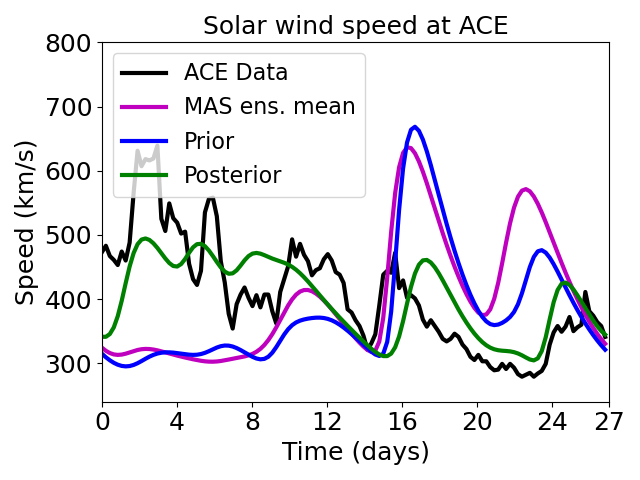 Solar wind speed at ACE
800
700
600
500
400
300
Speed (km/s)
ACE Data
MAS ens. mean
Prior
Posterior
0 4 8 12 16 20 24 27
Time (days)